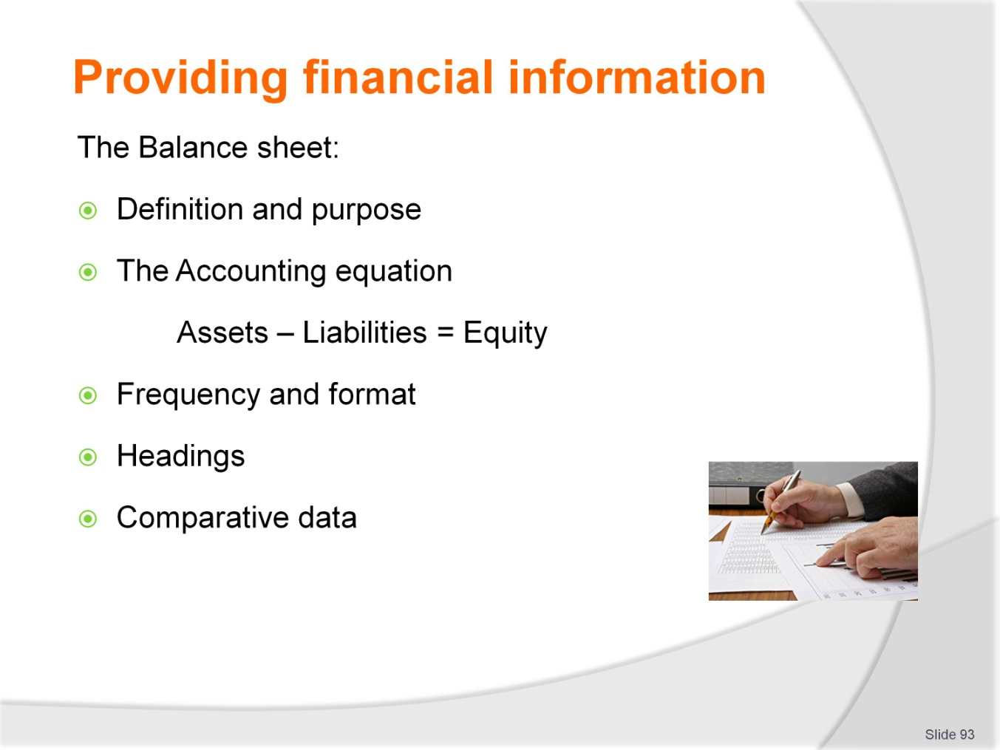 Providing financial information
The Balance sheet:
Definition and purpose
The Accounting equation
Assets – Liabilities = Equity
Frequency and format
Headings
Comparative data
Slide 93